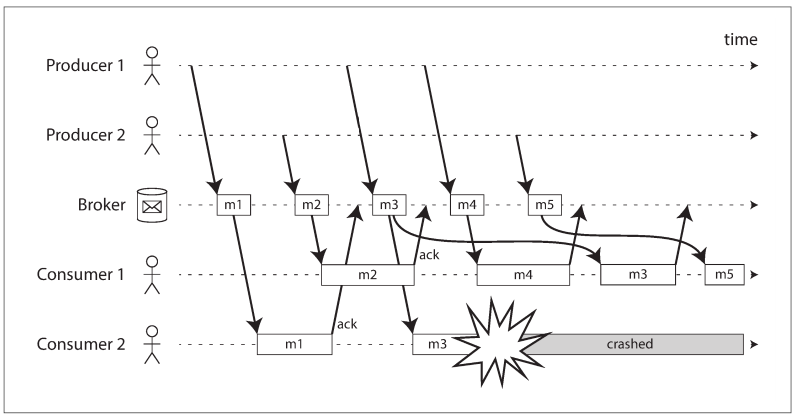 time
Producer 1
Producer 2
Broker
m1
m2
m3
m4
m5
Consumer 1
m2
ack
m4
m3
m5
Consumer 2
m1
ack
m3
crashed